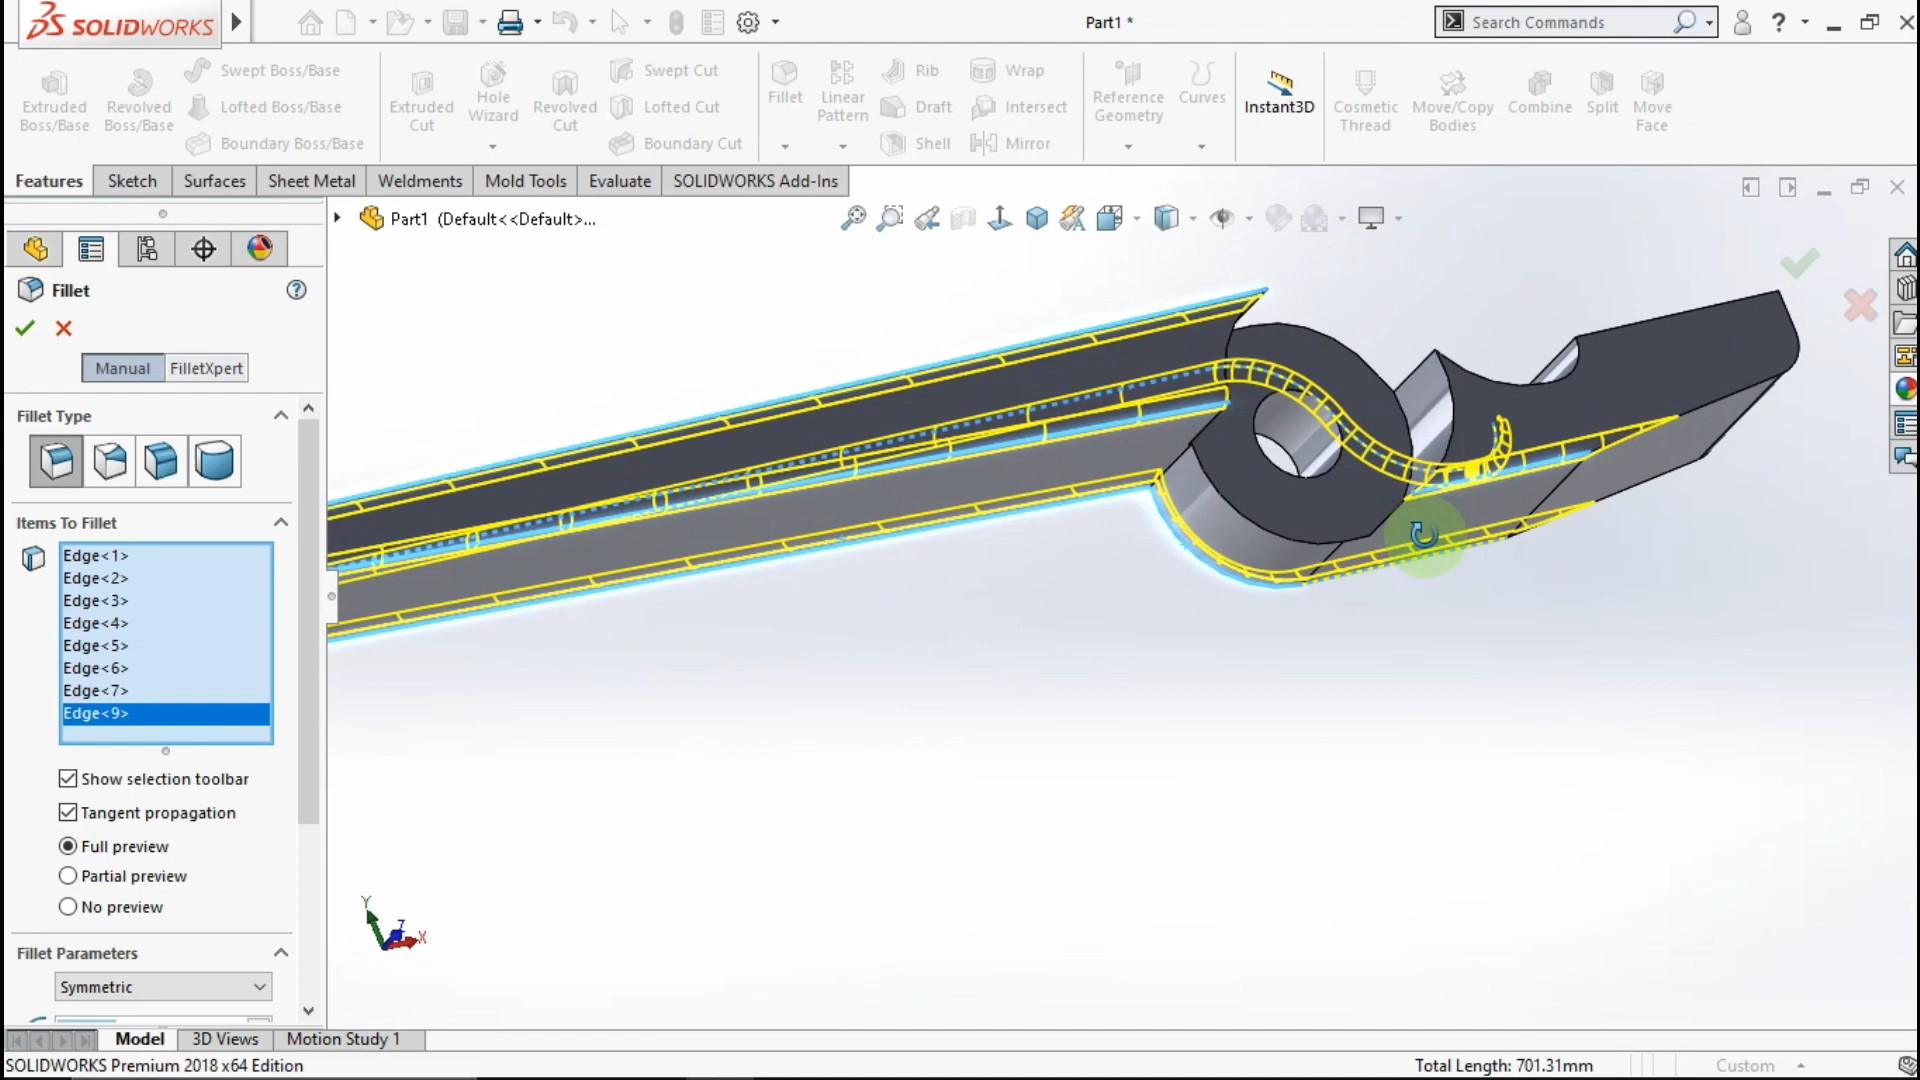 SOLIDWORKS
Part1 *
Search Commands
?
Extruded Boss/Base
Revolved Boss/Base
Swept Boss/Base
Lofted Boss/Base
Boundary Boss/Base
Extruded Cut
Hole Wizard
Revolved Cut
Swept Cut
Lofted Cut
Boundary Cut
Fillet
Linear Pattern
Rib
Draft
Shell
Wrap
Intersect
Mirror
Reference Geometry
Curves
Instant3D
Cosmetic Thread
Move/Copy Bodies
Combine
Split
Move Face
Features
Sketch
Surfaces
Sheet Metal
Weldments
Mold Tools
Evaluate
SOLIDWORKS Add-Ins
Part1 (Default<<Default>...
Fillet
?
Manual
FilletXpert
Fillet Type
Items To Fillet
Edge<1>
Edge<2>
Edge<3>
Edge<4>
Edge<5>
Edge<6>
Edge<7>
Edge<9>
Show selection toolbar
Tangent propagation
Full preview
Partial preview
No preview
Fillet Parameters
Symmetric
Y
Z
X
Model
3D Views
Motion Study 1
SOLIDWORKS Premium 2018 x64 Edition
Total Length: 701.31mm
Custom